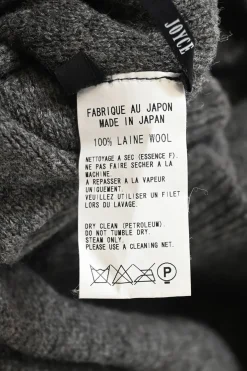 JOYCE
FABRIQUE AU JAPON
MADE IN JAPAN
100% LAINE WOOL
NETTOYAGE A SEC (ESSENCE F).
NE PAS FAIRE SECHER A LA
MACHINE.
A REPASSER A LA VAPEUR
UNIQUEMENT.
VEUILLEZ UTILISER UN FILET
LORS DU LAVAGE.
DRY CLEAN (PETROLEUM).
DO NOT TUMBLE DRY.
STEAM ONLY.
PLEASE USE A CLEANING NET.
P